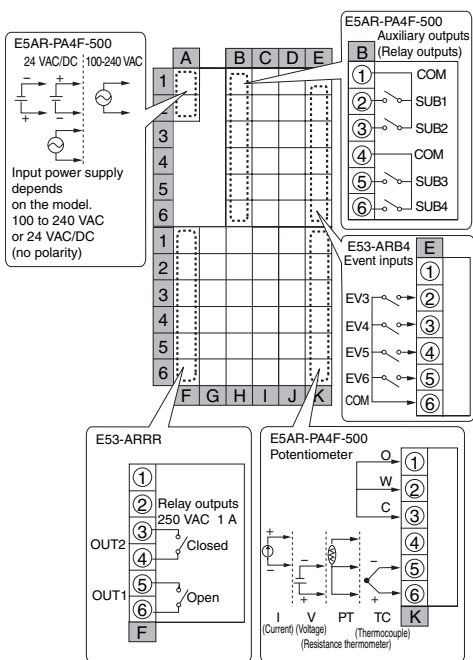 E5AR-PA4F-500
24 VAC/DC 100-240 VAC
− + 
+ −
Input power supply
depends
on the model.
100 to 240 VAC
or 24 VAC/DC
(no polarity)
A B C D E
1
2
3
4
5
6
1
2
3
4
5
6
F G H I J K
E5AR-PA4F-500
Auxiliary outputs
(Relay outputs)
B
① COM
② SUB1
③ SUB2
④ COM
⑤ SUB3
⑥ SUB4
E53-ARB4
Event inputs
E
①
EV3 ②
EV4 ③
EV5 ④
EV6 ⑤
COM ⑥
E53-ARRR
①
② Relay outputs
250 VAC 1 A
③
OUT2 Closed
④
⑤
OUT1 Open
⑥
F
E5AR-PA4F-500
Potentiometer
O ①
W ②
C ③
④
⑤
⑥
K
+ − − + − +
I V PT TC
(Current) (Voltage) (Thermocouple)
(Resistance thermometer)